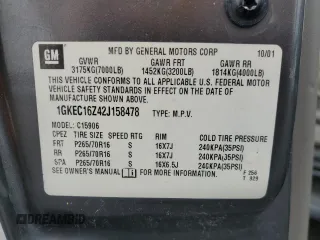 GM
MFD BY GENERAL MOTORS CORP 10/01
GVWR GAWR FRT GAWR RR
3175KG(7000LB) 1452KG(3200LB) 1814KG(4000LB)
THIS VEHICLE CONFORMS TO ALL APPLICABLE U.S. FEDERAL MOTOR
VEHICLE SAFETY STANDARDS IN EFFECT ON THE DATE OF
MANUFACTURE SHOWN ABOVE.
1GKEC16Z42J158478 TYPE: M.P.V.
MODEL: C15906
CPEZ TIRE SIZE SPEED RTG RIM COLD TIRE PRESSURE
FRT P265/70R16 S 16X7J 240KPA(35PSI)
RR P265/70R16 S 16X7J 240KPA(35PSI)
SPA P265/70R16 S 16X6.5J 240KPA(35PSI)
SEE OWNER'S MANUAL FOR MORE INFORMATION.
F 256
T 029
DREAMBID